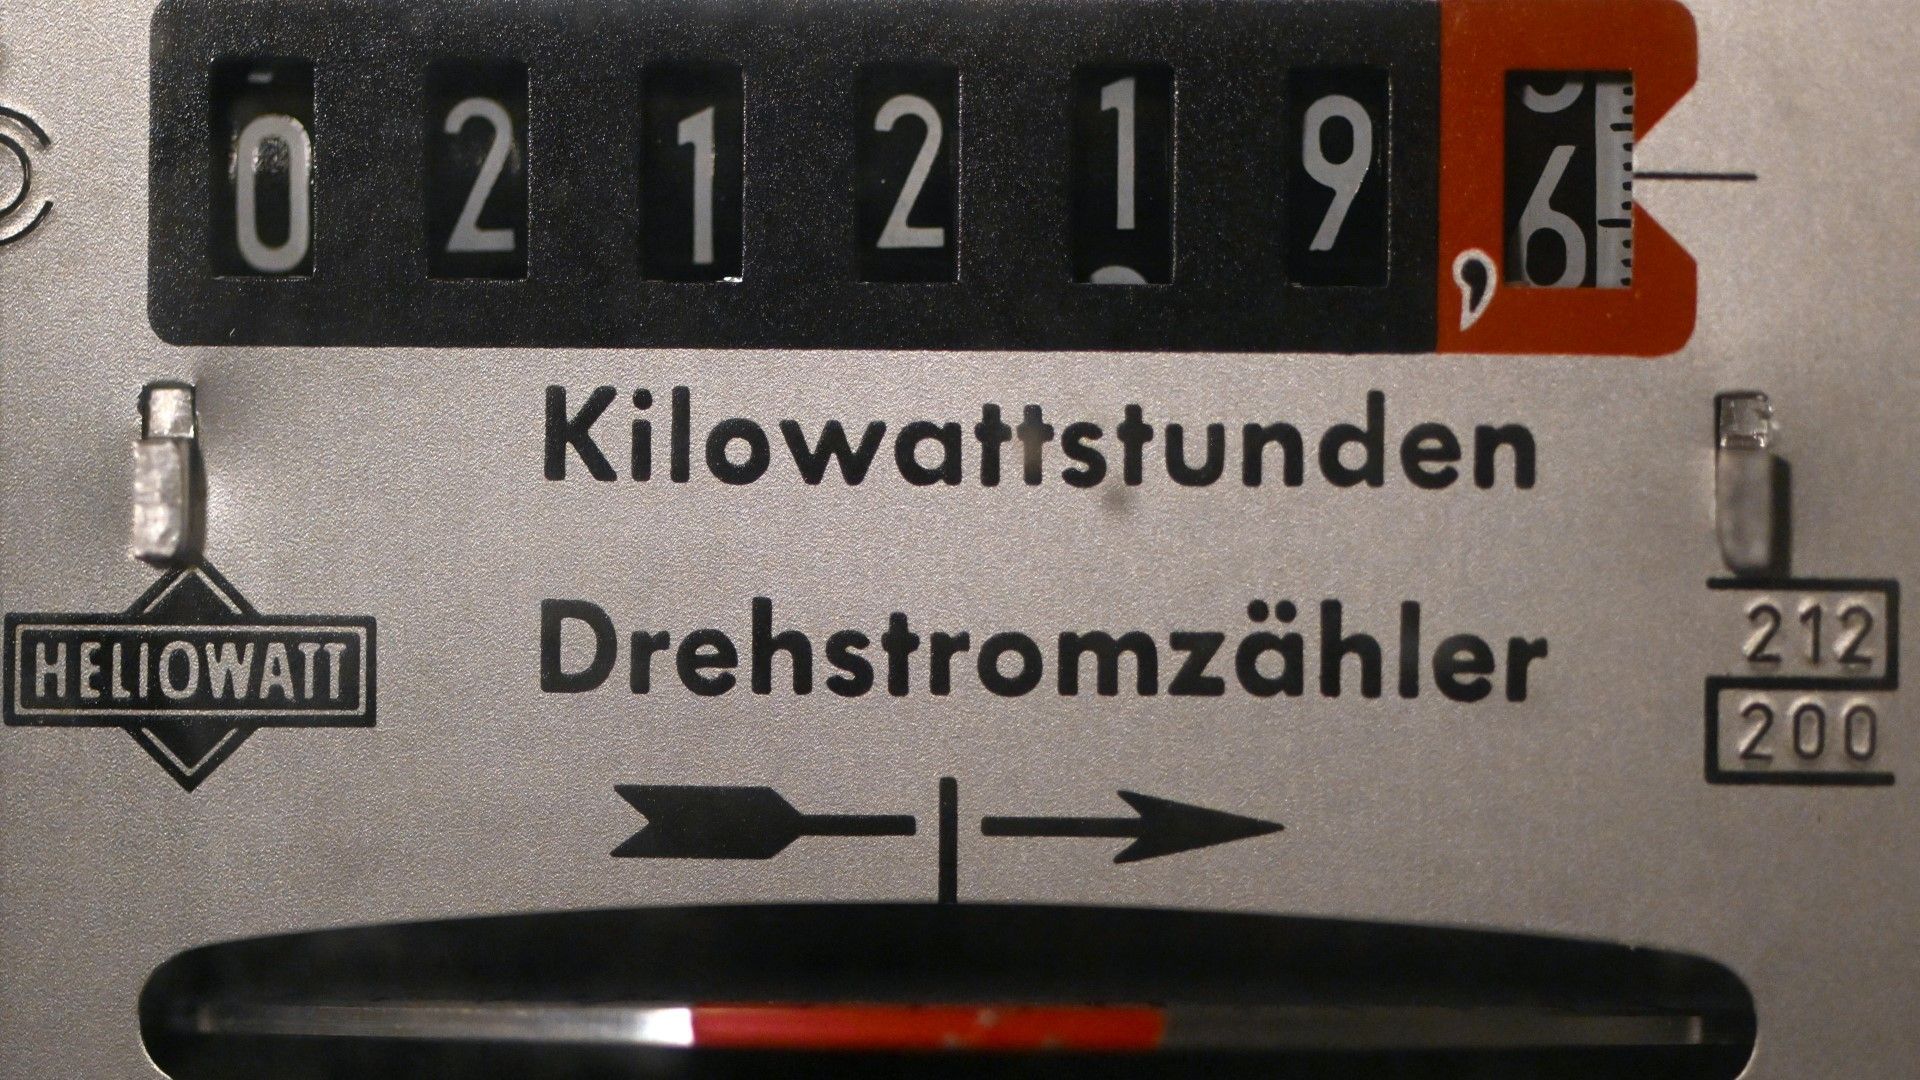 021219,6
Kilowattstunden
HELIOWATT
Drehstromzähler
212
200